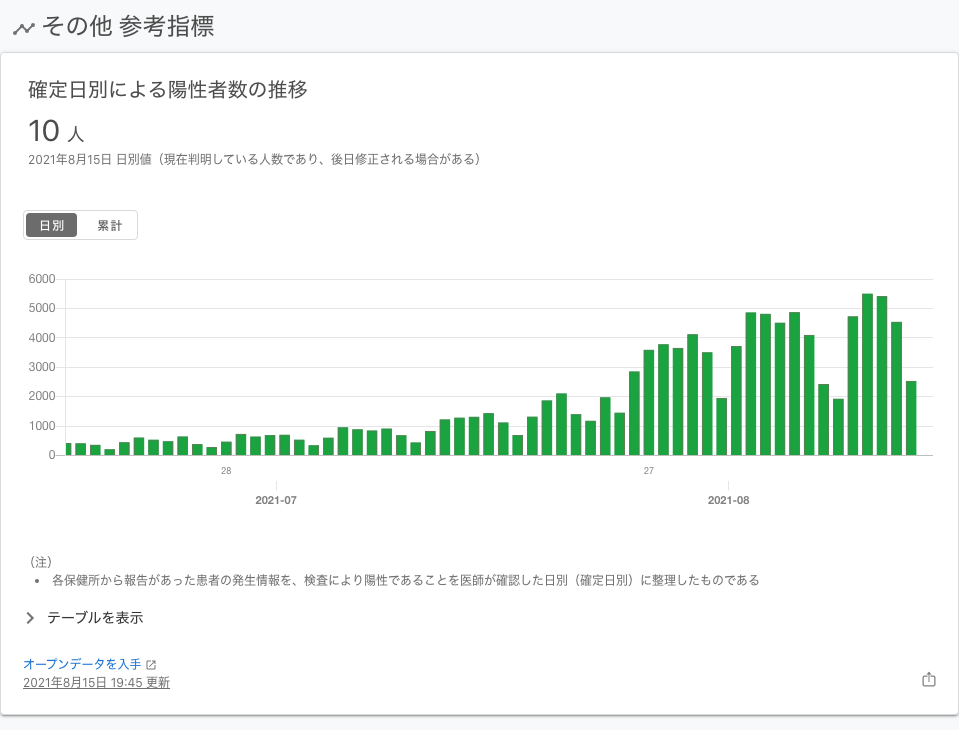 その他 参考指標
確定日別による陽性者数の推移
10 人
2021年8月15日 日別値（現在判明している人数であり、後日修正される場合がある）
日別 累計
6000
5000
4000
3000
2000
1000
0
28 27
2021-07 2021-08
（注）
• 各保健所から報告があった患者の発生情報を、検査により陽性であることを医師が確認した日別（確定日別）に整理したものである
テーブルを表示
オープンデータを入手
2021年8月15日 19:45 更新